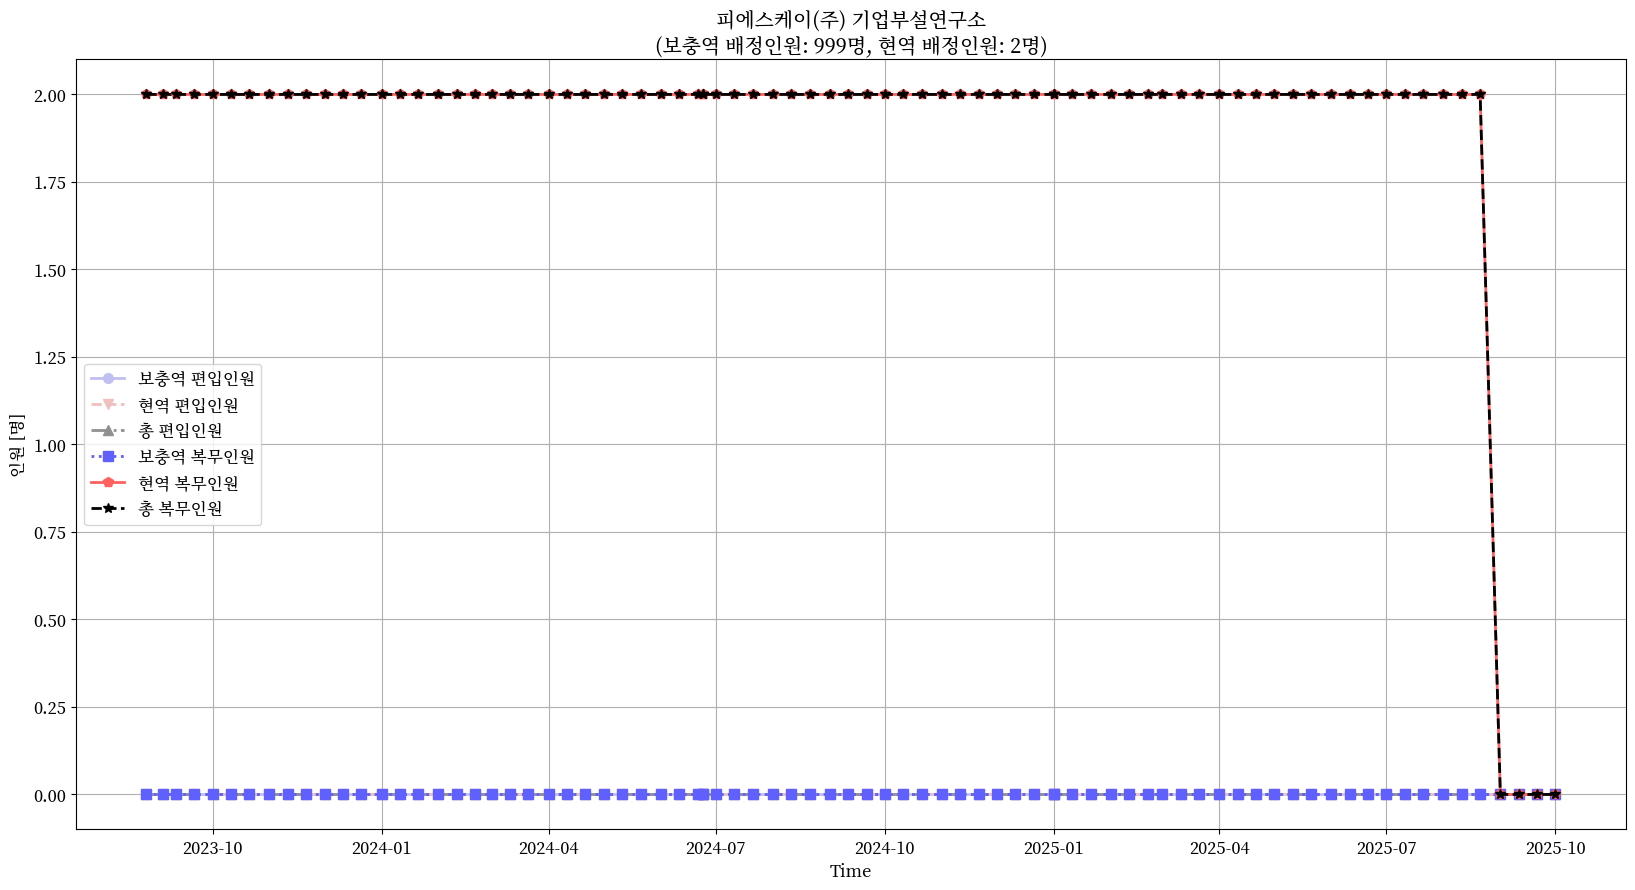 피에스케이(주) 기업부설연구소
(보충역 배정인원: 999명, 현역 배정인원: 2명)
2.00
1.75
1.50
1.25
1.00
0.75
0.50
0.25
0.00
인원 [명]
보충역 편입인원
현역 편입인원
총 편입인원
보충역 복무인원
현역 복무인원
총 복무인원
2023-10
2024-01
2024-04
2024-07
2024-10
2025-01
2025-04
2025-07
2025-10
Time